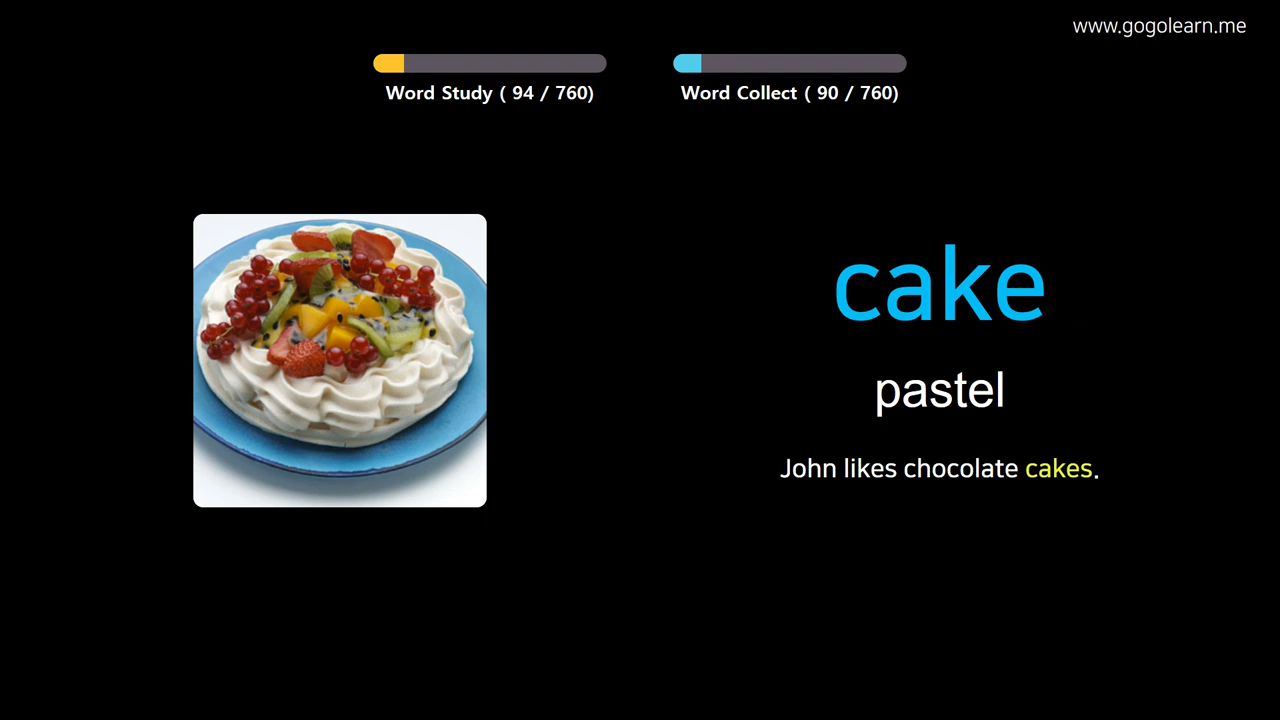 www.gogolearn.me
Word Study ( 94 / 760)
Word Collect ( 90 / 760)
cake
pastel
John likes chocolate cakes.